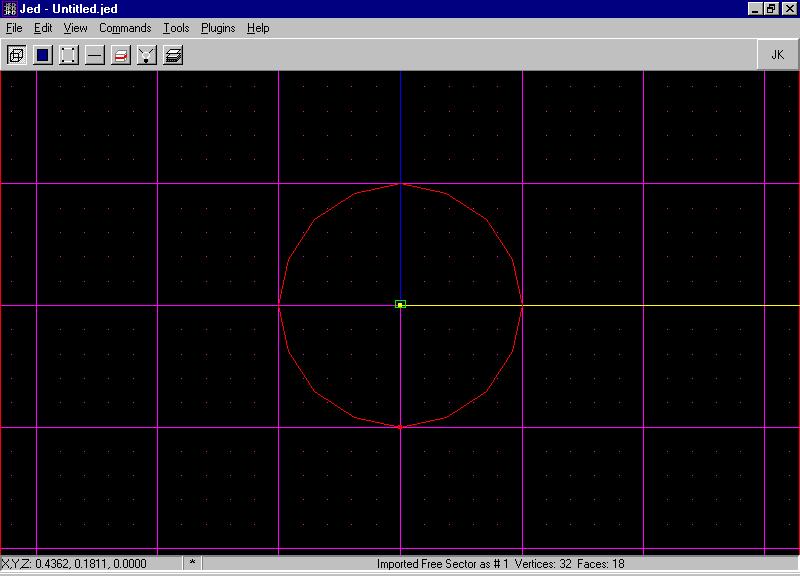 Jed - Untitled.jed
File Edit View Commands Tools Plugins Help
JK
X,Y,Z: 0.4362, 0.1811, 0.0000 * Imported Free Sector as # 1 Vertices: 32 Faces: 18